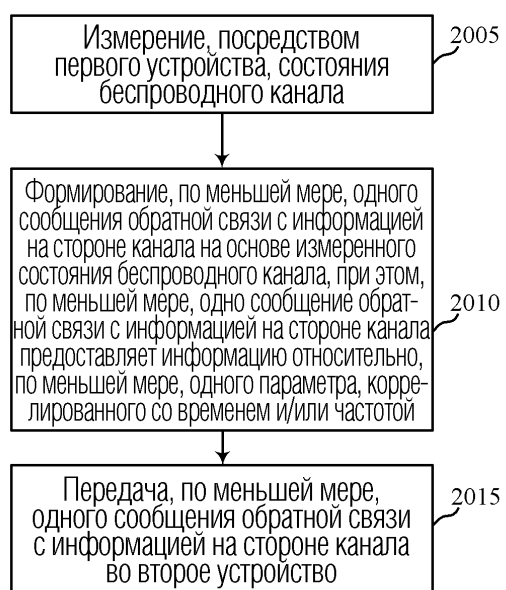 Измерение, посредством
первого устройства, состояния
беспроводного канала
2005
Формирование, по меньшей мере, одного
сообщения обратной связи с информацией
на стороне канала на основе измеренного
состояния беспроводного канала, при этом,
по меньшей мере, одно сообщение обрат-
ной связи с информацией на стороне канала
предоставляет информацию относительно,
по меньшей мере, одного параметра, корре-
лированного со временем и/или частотой
2010
Передача, по меньшей мере,
одного сообщения обратной связи
с информацией на стороне канала
во второе устройство
2015